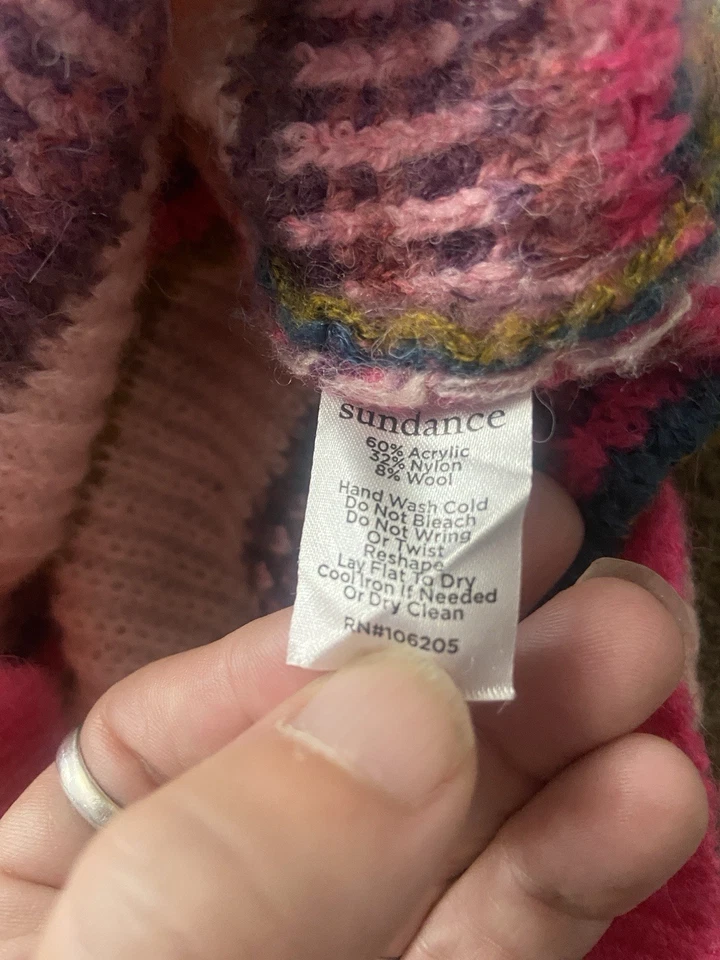 sundance
60% Acrylic
32% Nylon
8% Wool
Hand Wash Cold
Do Not Bleach
Do Not Wring
Or Twist
Reshape
Lay Flat To Dry
Cool Iron If Needed
Or Dry Clean
RN#106205